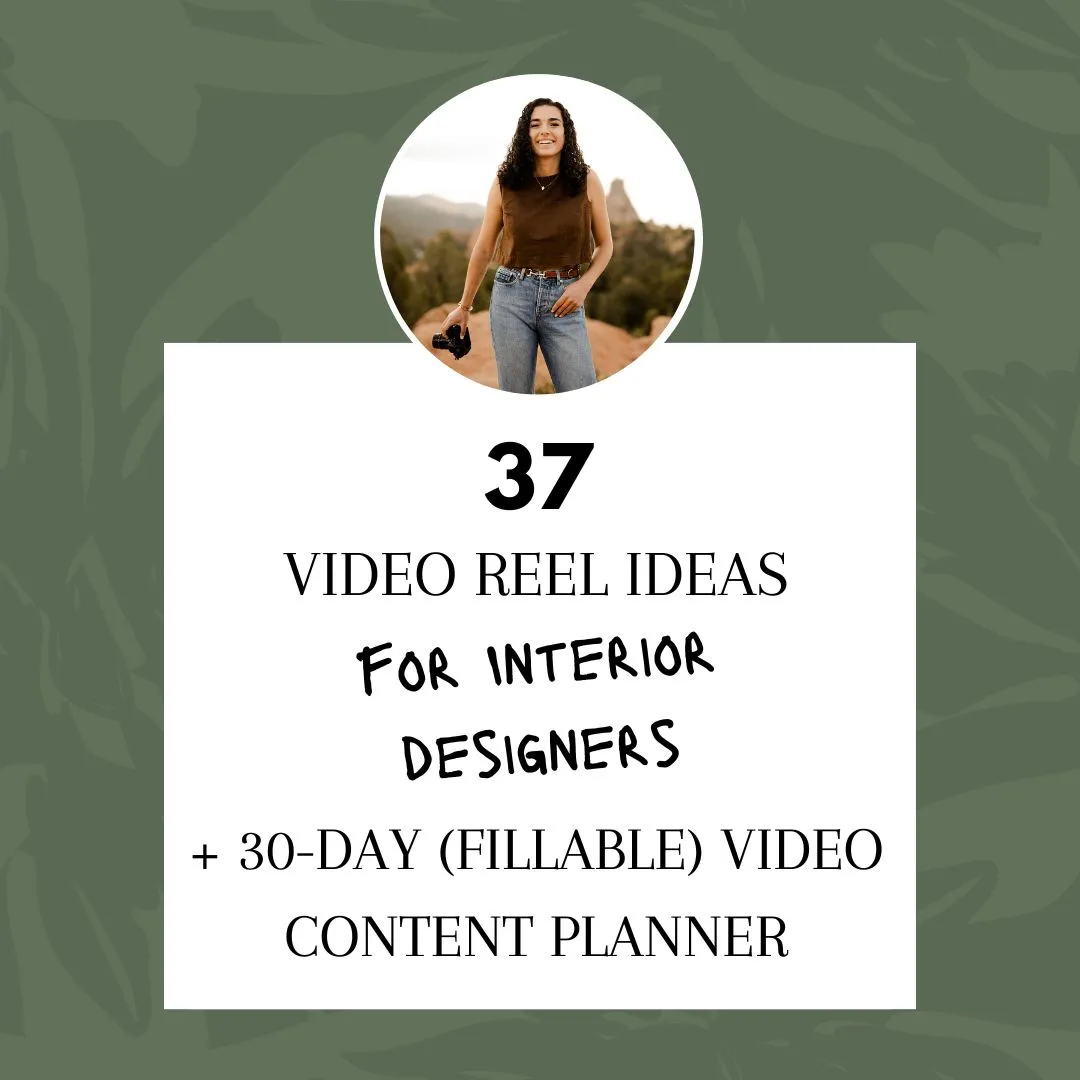 37
VIDEO REEL IDEAS
FOR INTERIOR
DESIGNERS
+ 30-DAY (FILLABLE) VIDEO
CONTENT PLANNER